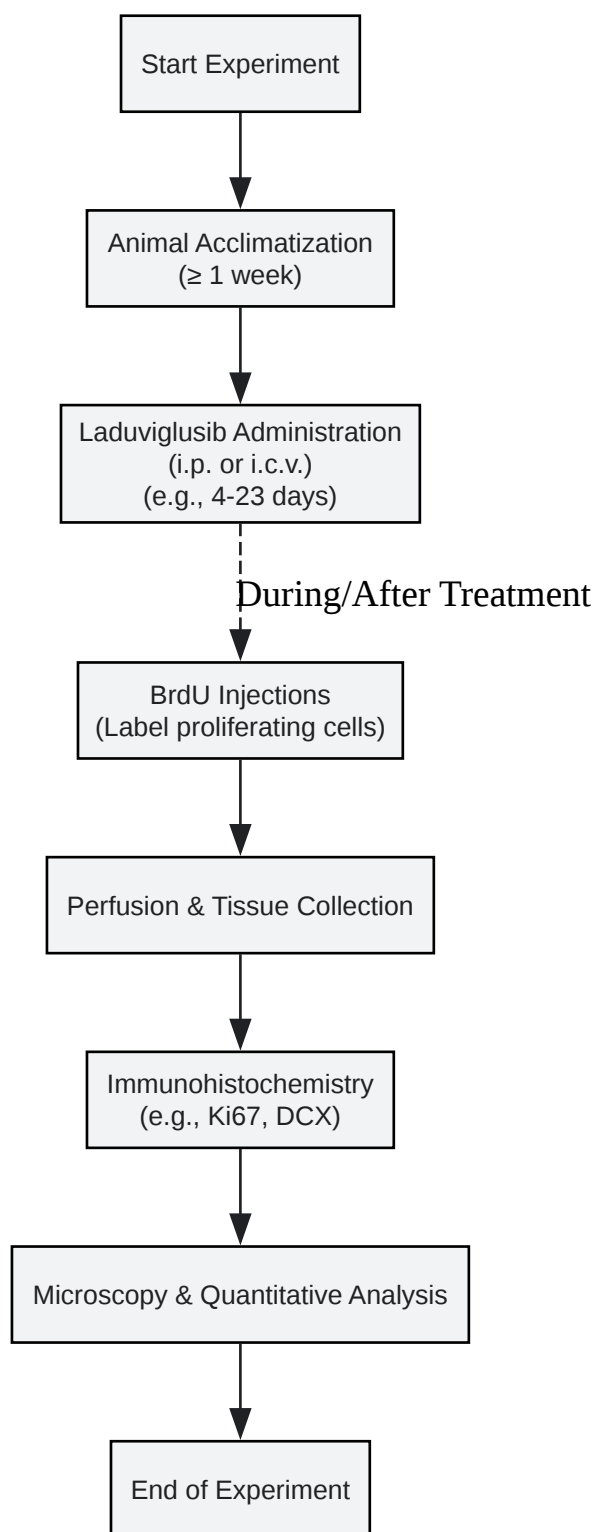 Start Experiment
Animal Acclimatization
(≥ 1 week)
Laduviglusib Administration
(i.p. or i.c.v.)
(e.g., 4-23 days)
During/After Treatment
BrdU Injections
(Label proliferating cells)
Perfusion & Tissue Collection
Immunohistochemistry
(e.g., Ki67, DCX)
Microscopy & Quantitative Analysis
End of Experiment